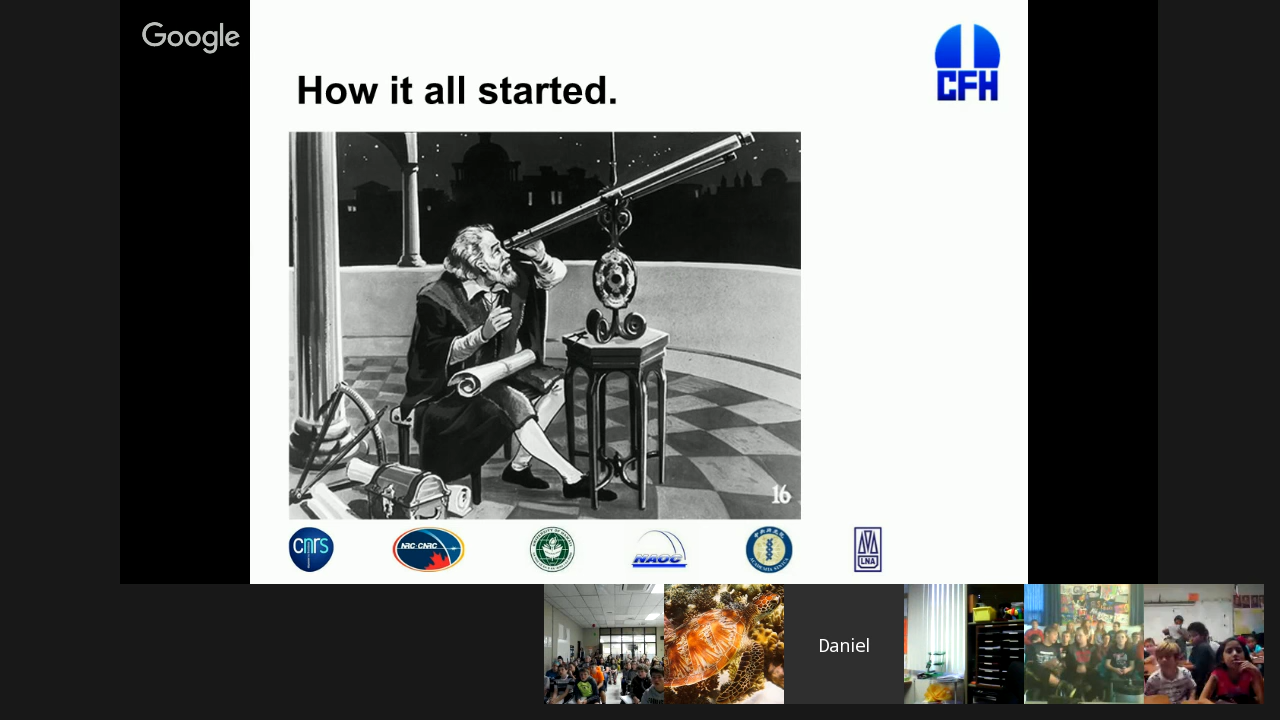 Google
How it all started.
CFH
16
cnrs
NRC·CNRC
NAOC
LNA
Daniel